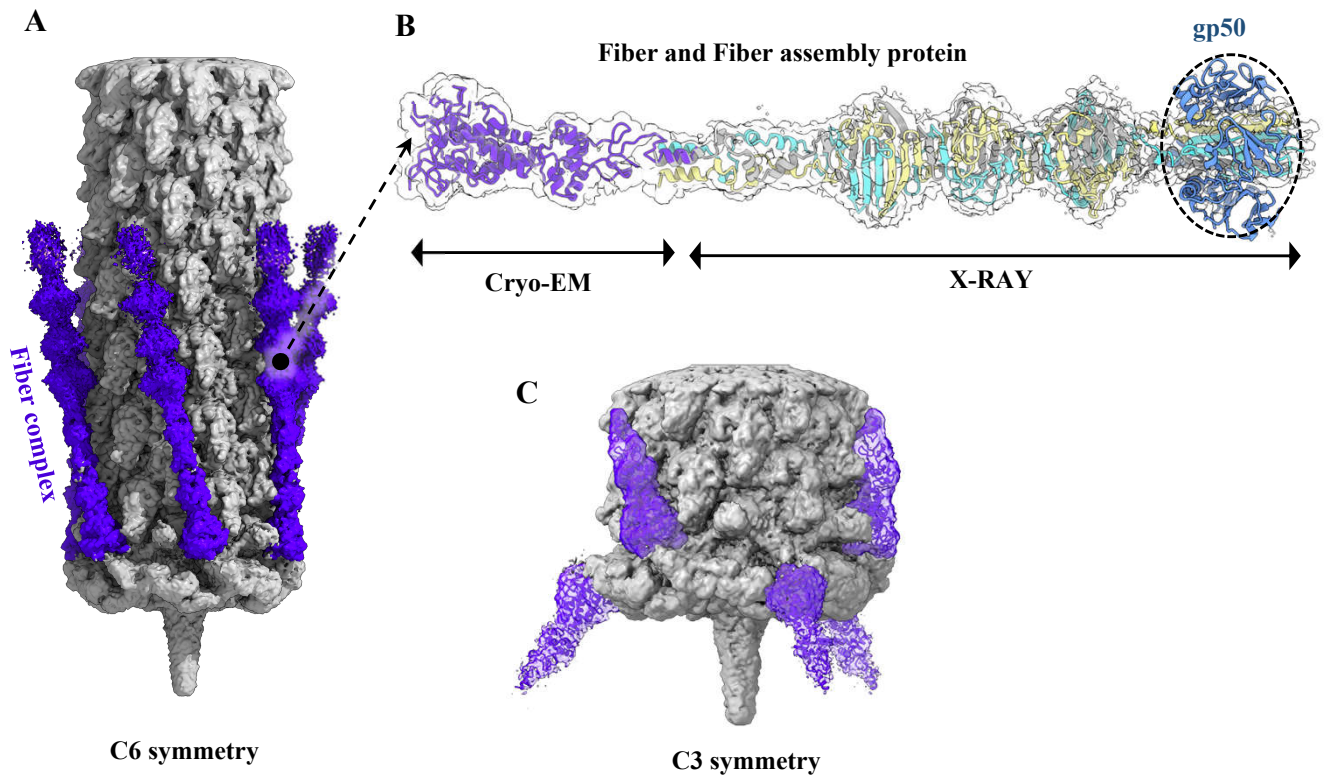 A
B
gp50
Fiber and Fiber assembly protein
Cryo-EM
X-RAY
Fiber complex
C
C6 symmetry
C3 symmetry